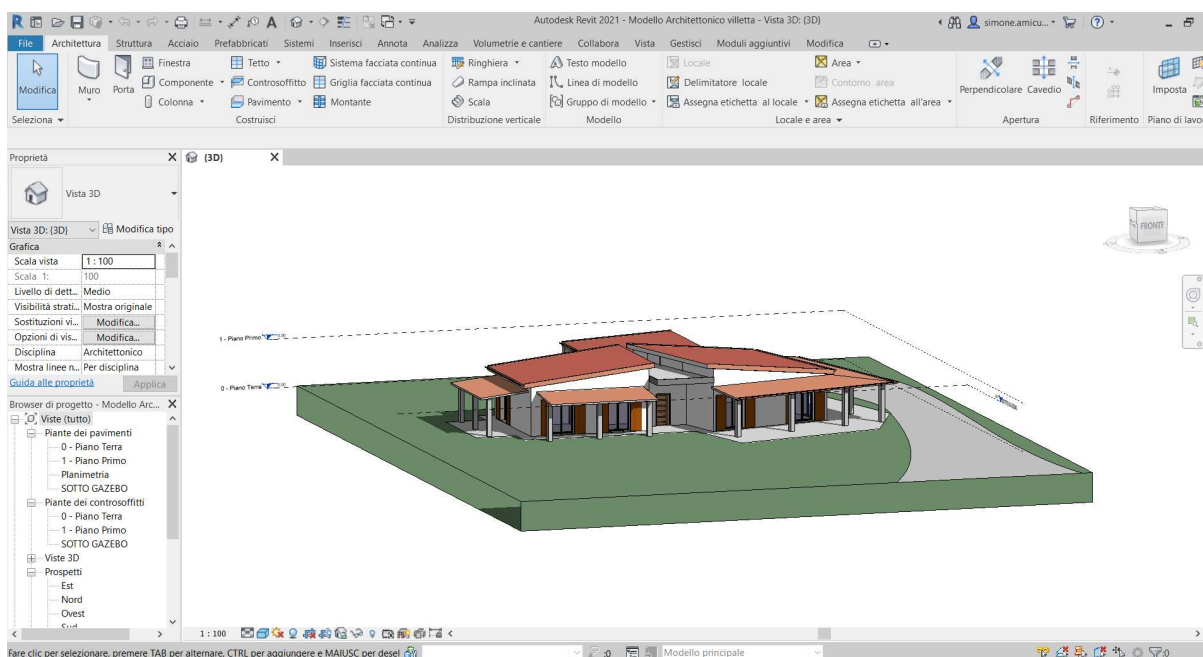 Autodesk Revit 2021 - Modello Architettonico villetta - Vista 3D: {3D}
simone.amicu...
File Architettura Struttura Acciaio Prefabbricati Sistemi Inserisci Annota Analizza Volumetrie e cantiere Collabora Vista Gestisci Moduli aggiuntivi Modifica
Modifica
Muro
Porta
Finestra
Componente
Colonna
Tetto
Controsoffitto
Pavimento
Sistema facciata continua
Griglia facciata continua
Montante
Ringhiera
Rampa inclinata
Scala
Testo modello
Linea di modello
Gruppo di modello
Locale
Delimitatore locale
Assegna etichetta al locale
Area
Contorno area
Assegna etichetta all'area
Perpendicolare
Cavedio
Imposta
Seleziona
Costruisci
Distribuzione verticale
Modello
Locale e area
Apertura
Riferimento
Piano di lavor
Proprietà
{3D}
Vista 3D
Vista 3D: {3D}
Modifica tipo
Grafica
Scala vista 1 : 100
Scala 1: 100
Livello di dett... Medio
Visibilità strati... Mostra originale
Sostituzioni vi... Modifica...
Opzioni di vis... Modifica...
Disciplina Architettonico
Mostra linee n... Per disciplina
Guida alle proprietà Applica
Browser di progetto - Modello Arc...
Viste (tutto)
Piante dei pavimenti
0 - Piano Terra
1 - Piano Primo
Planimetria
SOTTO GAZEBO
Piante dei controsoffitti
0 - Piano Terra
1 - Piano Primo
SOTTO GAZEBO
Viste 3D
Prospetti
Est
Nord
Ovest
Sud
1 - Piano Primo
0 - Piano Terra
FRONTE
1 : 100
Fare clic per selezionare, premere TAB per alternare, CTRL per aggiungere e MAIUSC per desel
:0
Modello principale
:0